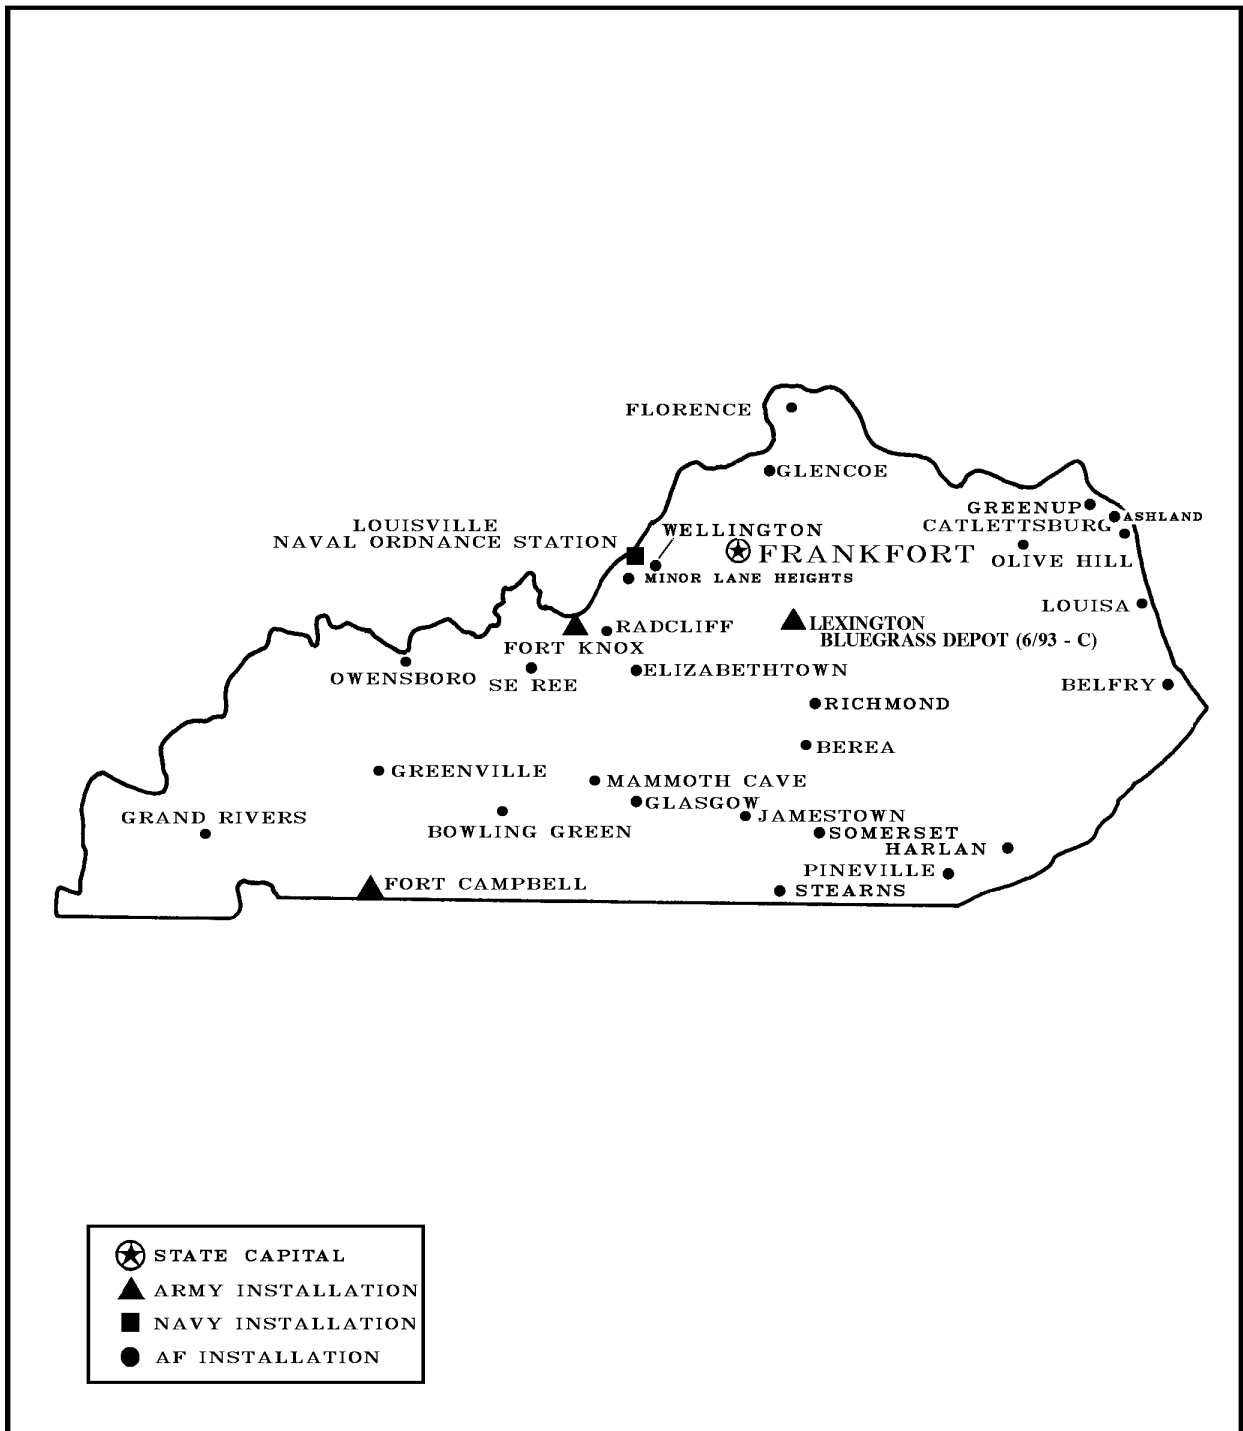 FLORENCE
GLENCOE
GREENUP
ASHLAND
CATLETTSBURG
LOUISVILLE
NAVAL ORDNANCE STATION
WELLINGTON
FRANKFORT
OLIVE HILL
MINOR LANE HEIGHTS
LOUISA
LEXINGTON
BLUEGRASS DEPOT (6/93 - C)
RADCLIFF
FORT KNOX
OWENSBORO
SE REE
ELIZABETHTOWN
BELFRY
RICHMOND
BEREA
GREENVILLE
MAMMOTH CAVE
GLASGOW
GRAND RIVERS
JAMESTOWN
BOWLING GREEN
SOMERSET
HARLAN
PINEVILLE
FORT CAMPBELL
STEARNS
STATE CAPITAL
ARMY INSTALLATION
NAVY INSTALLATION
AF INSTALLATION